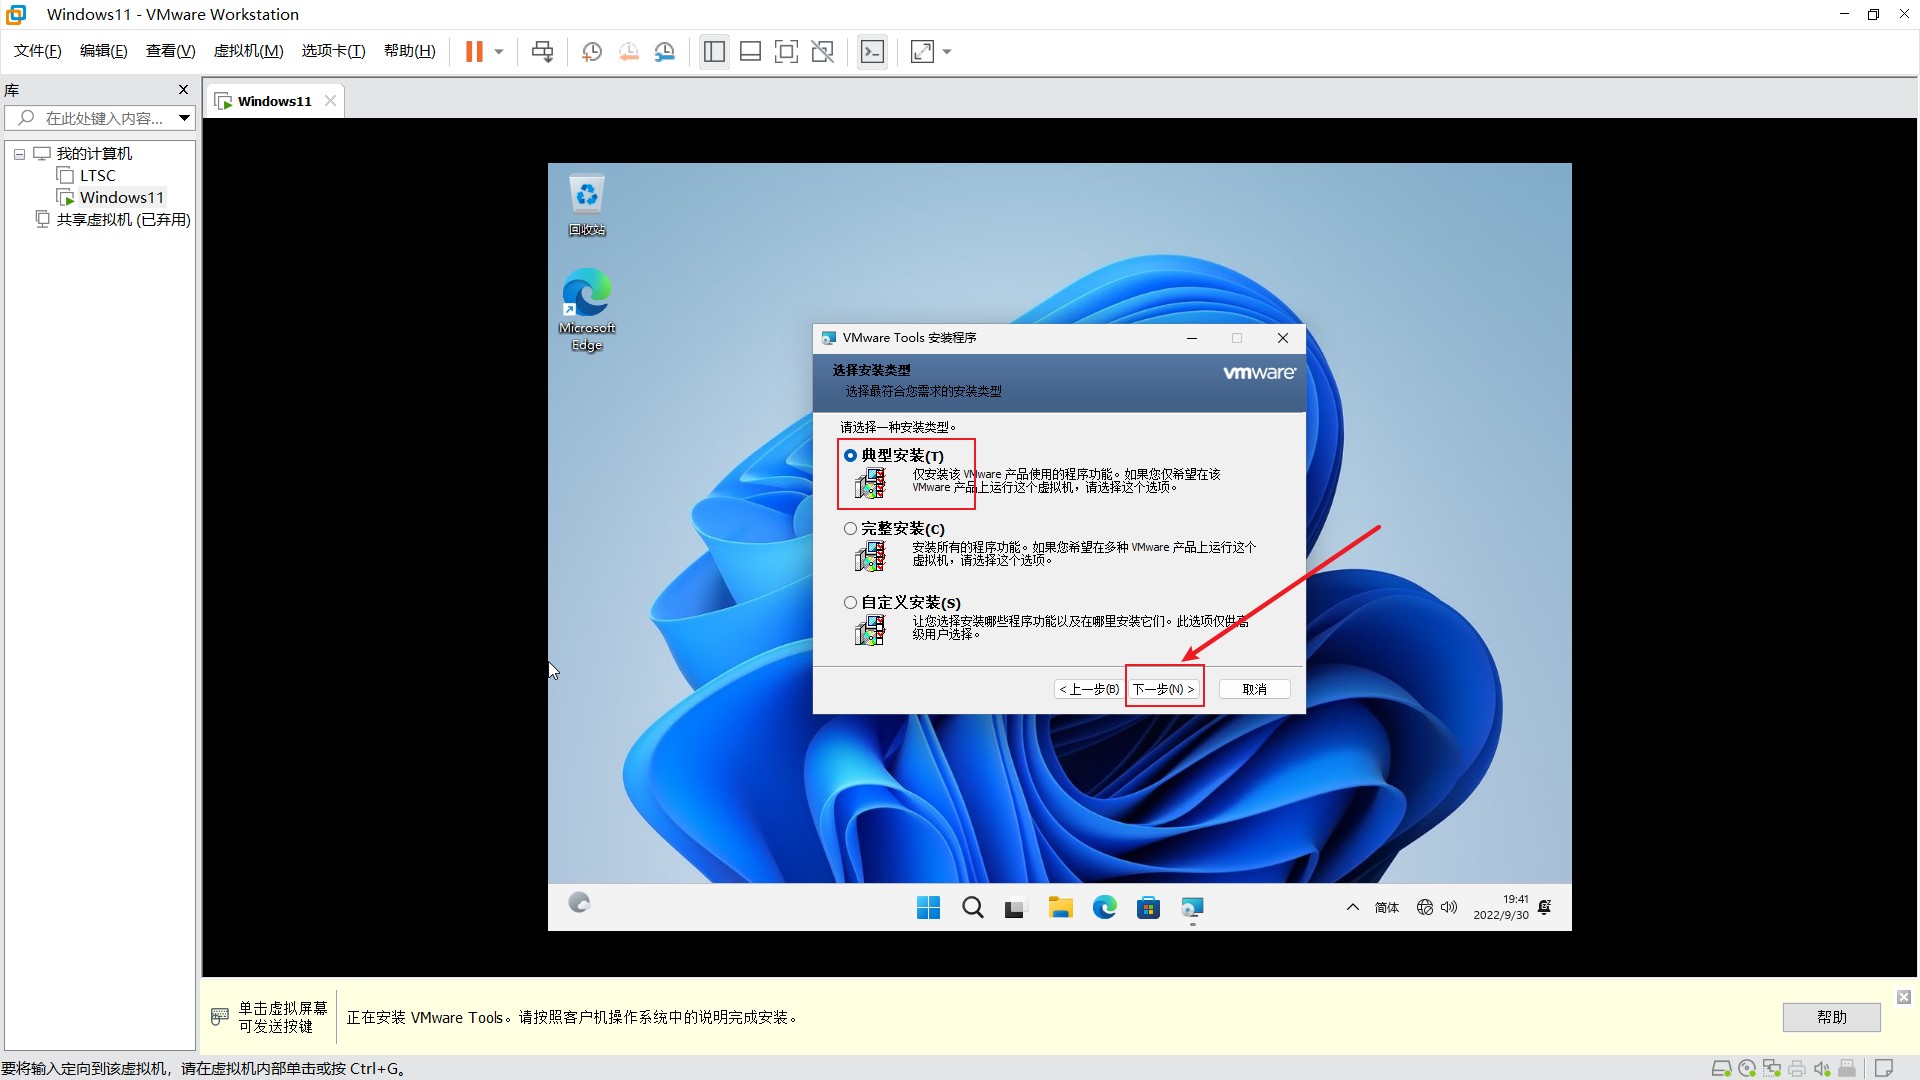 Windows11 - VMware Workstation
文件(F) 编辑(E) 查看(V) 虚拟机(M) 选项卡(T) 帮助(H)
库
在此处键入内容...
我的计算机
LTSC
Windows11
共享虚拟机 (已弃用)
Windows11
回收站
Microsoft
Edge
VMware Tools 安装程序
选择安装类型
选择最符合您需求的安装类型
vmware
请选择一种安装类型。
典型安装(T)
仅安装该 VMware 产品使用的程序功能。如果您仅希望在该
VMware 产品上运行这个虚拟机，请选择这个选项。
完整安装(C)
安装所有的程序功能。如果您希望在多种 VMware 产品上运行这个
虚拟机，请选择这个选项。
自定义安装(S)
让您选择安装哪些程序功能以及在哪里安装它们。此选项仅供高
级用户选择。
< 上一步(B) 下一步(N) > 取消
简体
19:41
2022/9/30
单击虚拟屏幕
可发送按键
正在安装 VMware Tools。请按照客户机操作系统中的说明完成安装。
帮助
要将输入定向到该虚拟机，请在虚拟机内部单击或按 Ctrl+G。